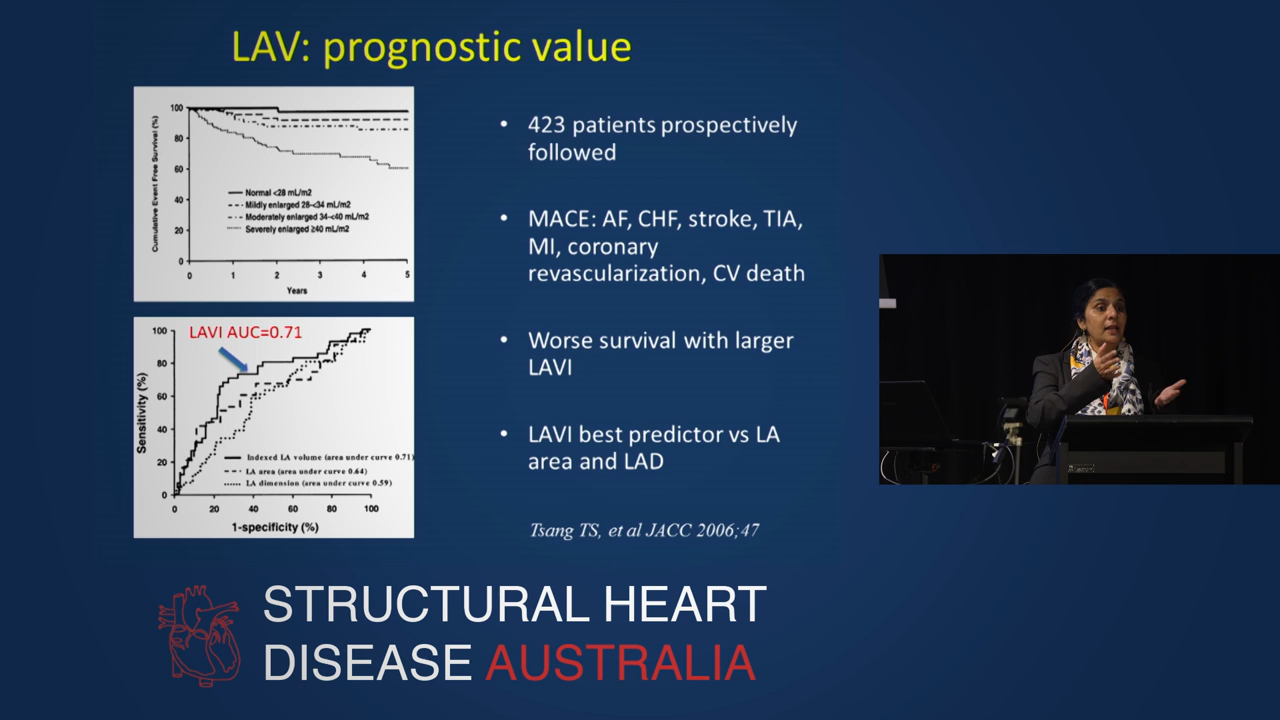 LAV: prognostic value
Cumulative Event Free Survival (%)
100
80
60
40
20
0
Normal <28 mL/m2
Mildly enlarged 28-<34 mL/m2
Moderately enlarged 34-<40 mL/m2
Severely enlarged ≥40 mL/m2
0 1 2 3 4 5
Years
LAVI AUC=0.71
Sensitivity (%)
100
80
60
40
20
0
Indexed LA volume (area under curve 0.71)
LA area (area under curve 0.64)
LA dimension (area under curve 0.59)
0 20 40 60 80 100
1-specificity (%)
• 423 patients prospectively
followed
• MACE: AF, CHF, stroke, TIA,
MI, coronary
revascularization, CV death
• Worse survival with larger
LAVI
• LAVI best predictor vs LA
area and LAD
Tsang TS, et al JACC 2006;47
STRUCTURAL HEART
DISEASE AUSTRALIA